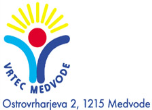 VRTEC MEDVODE
Ostrovrharjeva 2, 1215 Medvode